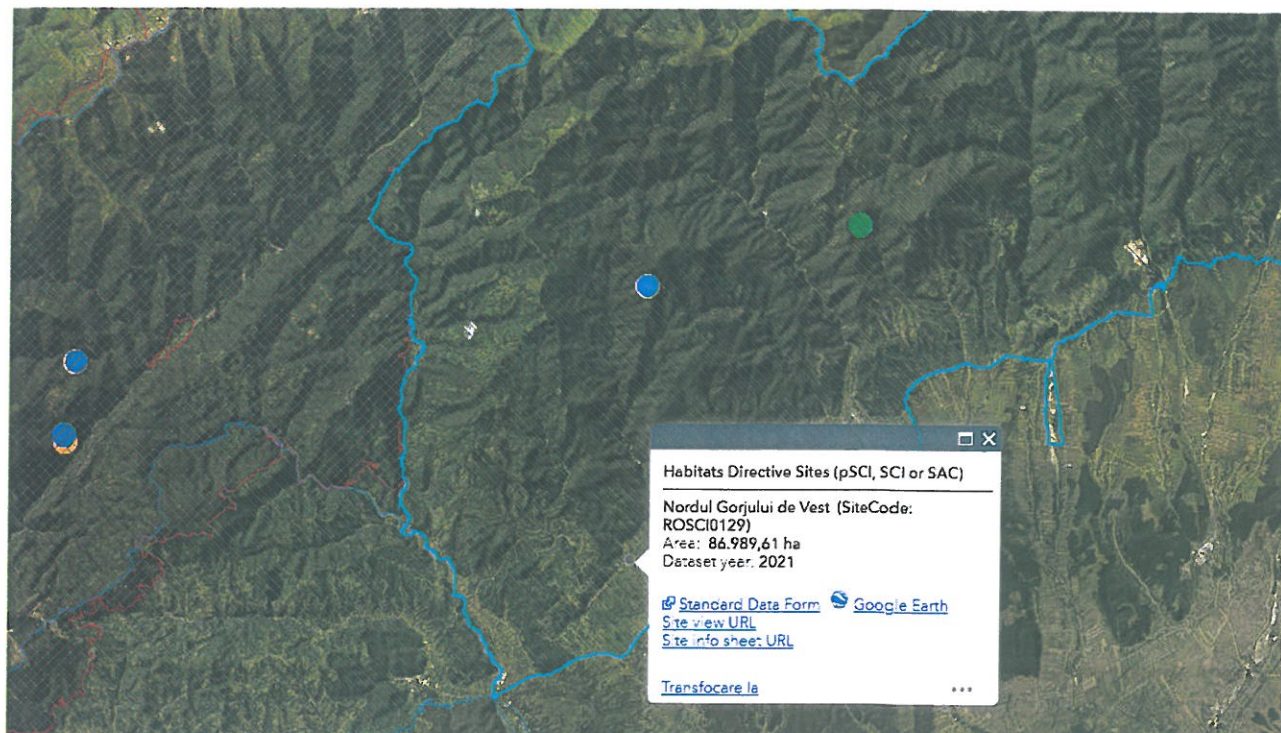 Habitats Directive Sites (pSCI, SCI or SAC)
Nordul Gorjului de Vest (SiteCode:
ROSCI0129)
Area: 86.989,61 ha
Dataset year: 2021
Standard Data Form Google Earth
Site view URL
Site info sheet URL
Transfocare la